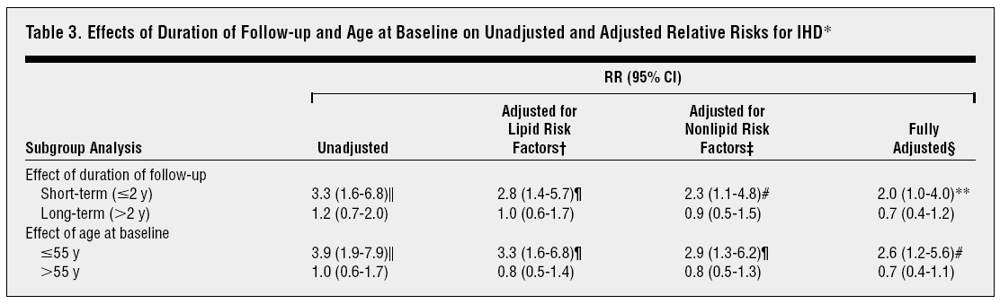 Table 3. Effects of Duration of Follow-up and Age at Baseline on Unadjusted and Adjusted Relative Risks for IHD*
RR (95% CI)
Subgroup Analysis Unadjusted Adjusted for Lipid Risk Factors† Adjusted for Nonlipid Risk Factors‡ Fully Adjusted§
Effect of duration of follow-up
Short-term (≤2 y) 3.3 (1.6-6.8)|| 2.8 (1.4-5.7)¶ 2.3 (1.1-4.8)# 2.0 (1.0-4.0)**
Long-term (>2 y) 1.2 (0.7-2.0) 1.0 (0.6-1.7) 0.9 (0.5-1.5) 0.7 (0.4-1.2)
Effect of age at baseline
≤55 y 3.9 (1.9-7.9)|| 3.3 (1.6-6.8)¶ 2.9 (1.3-6.2)¶ 2.6 (1.2-5.6)#
>55 y 1.0 (0.6-1.7) 0.8 (0.5-1.4) 0.8 (0.5-1.3) 0.7 (0.4-1.1)